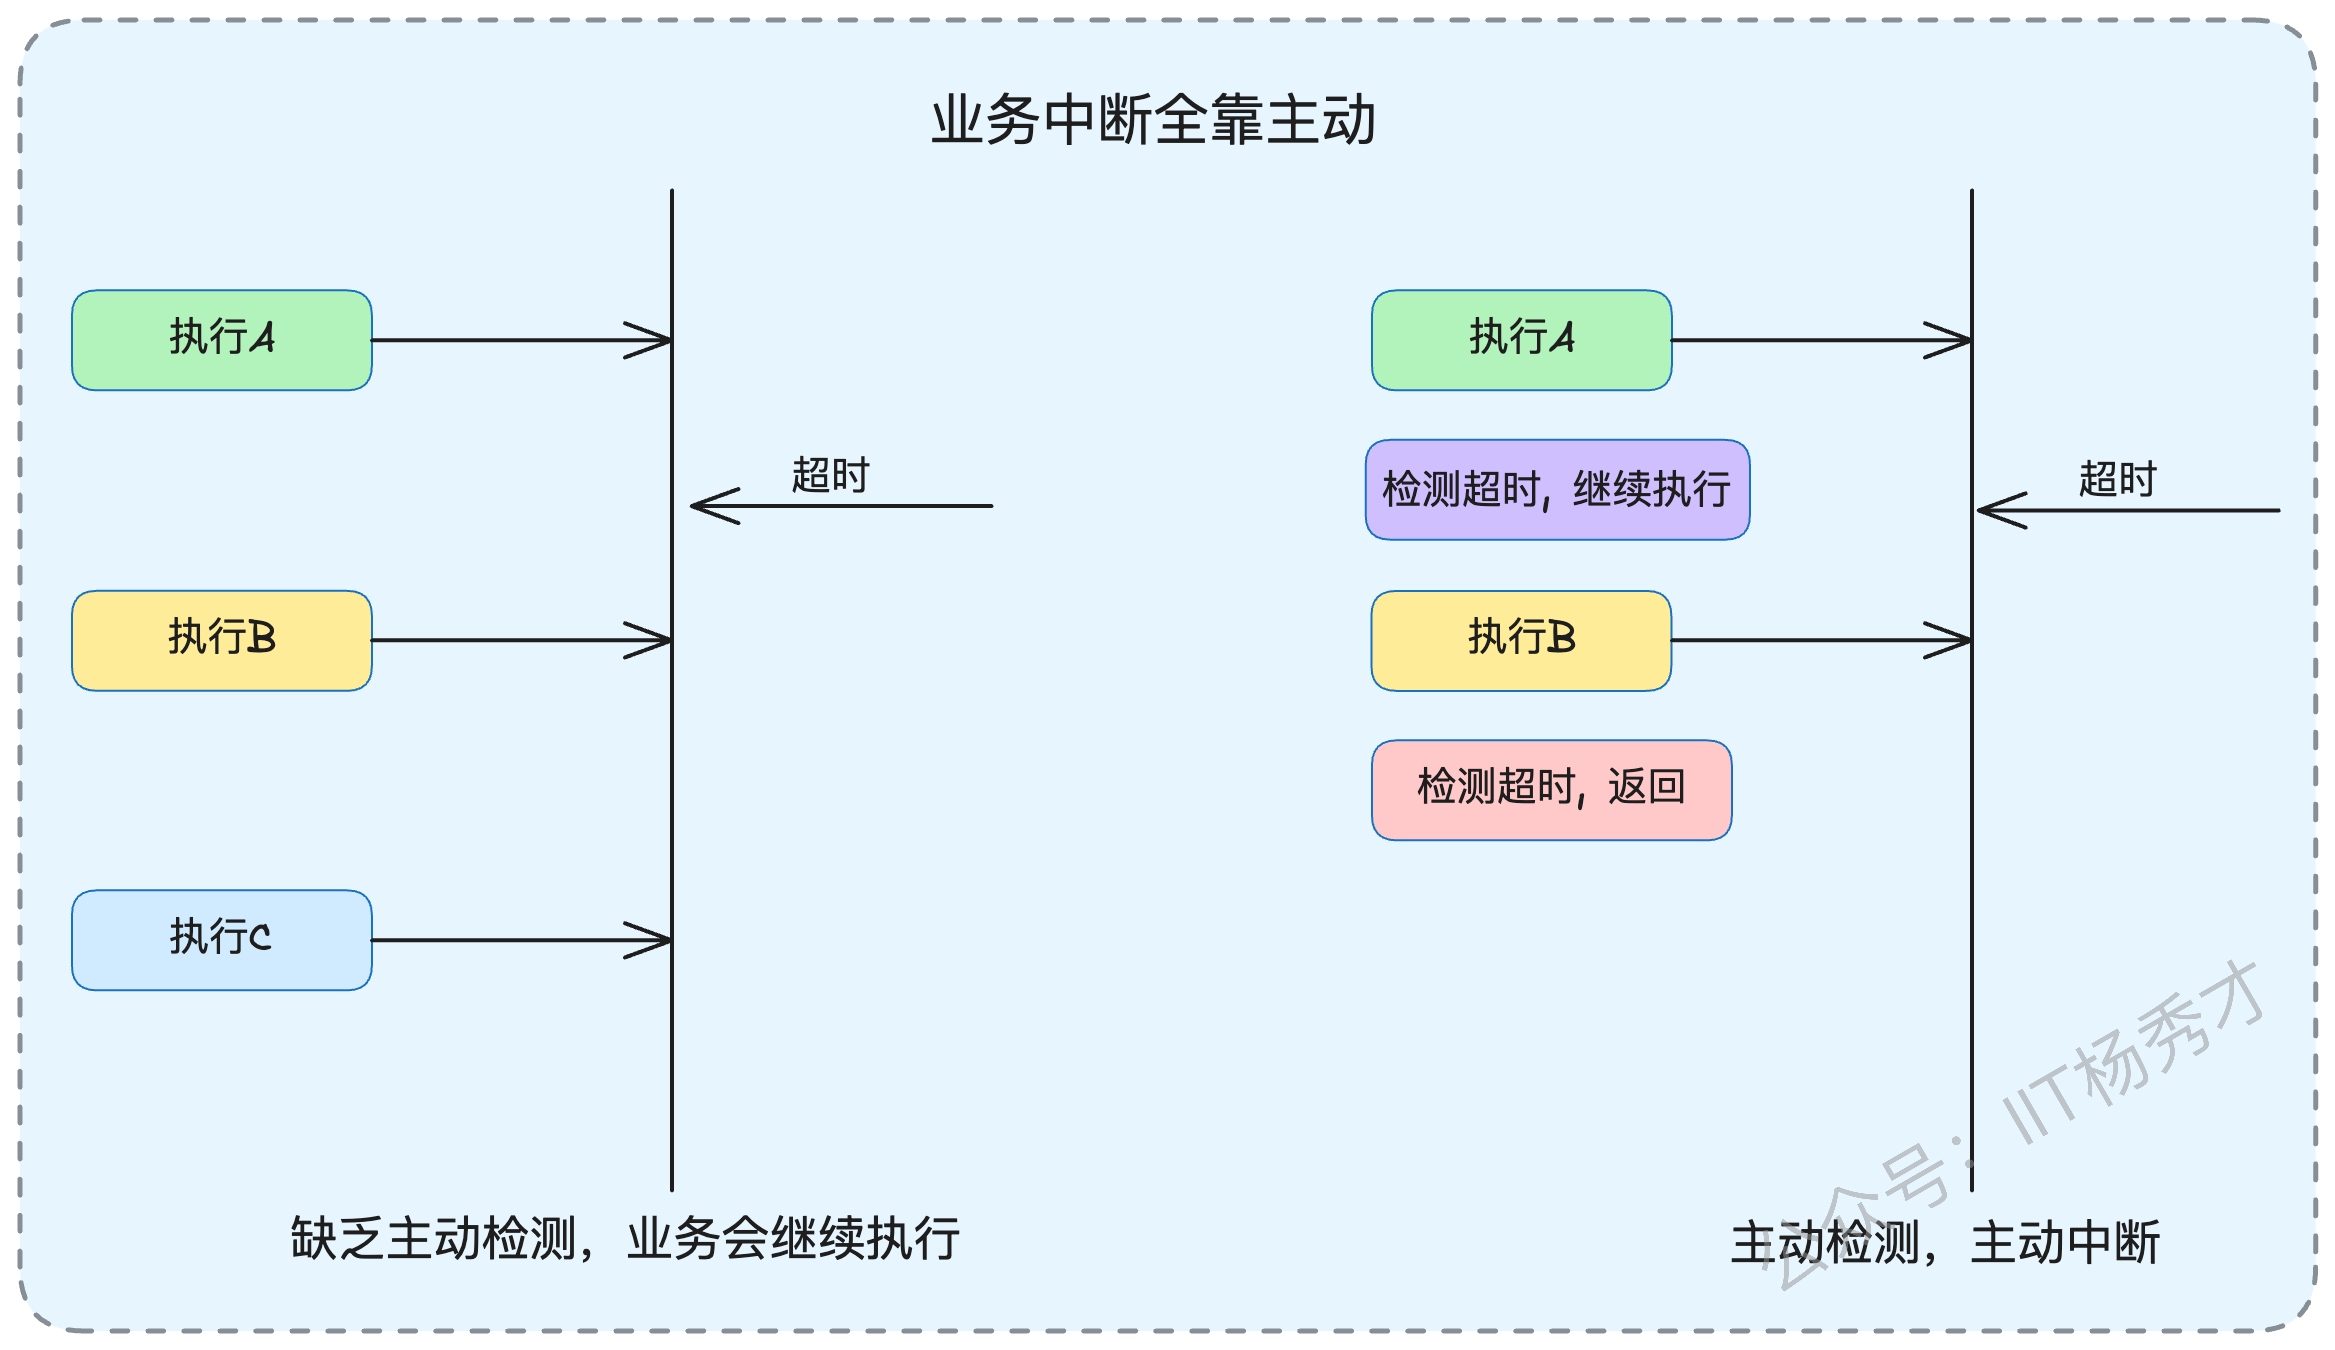 业务中断全靠主动
执行A
超时
执行B
执行C
缺乏主动检测，业务会继续执行
执行A
检测超时，继续执行
超时
执行B
检测超时，返回
主动检测，主动中断
公众号：IIT杨秀才